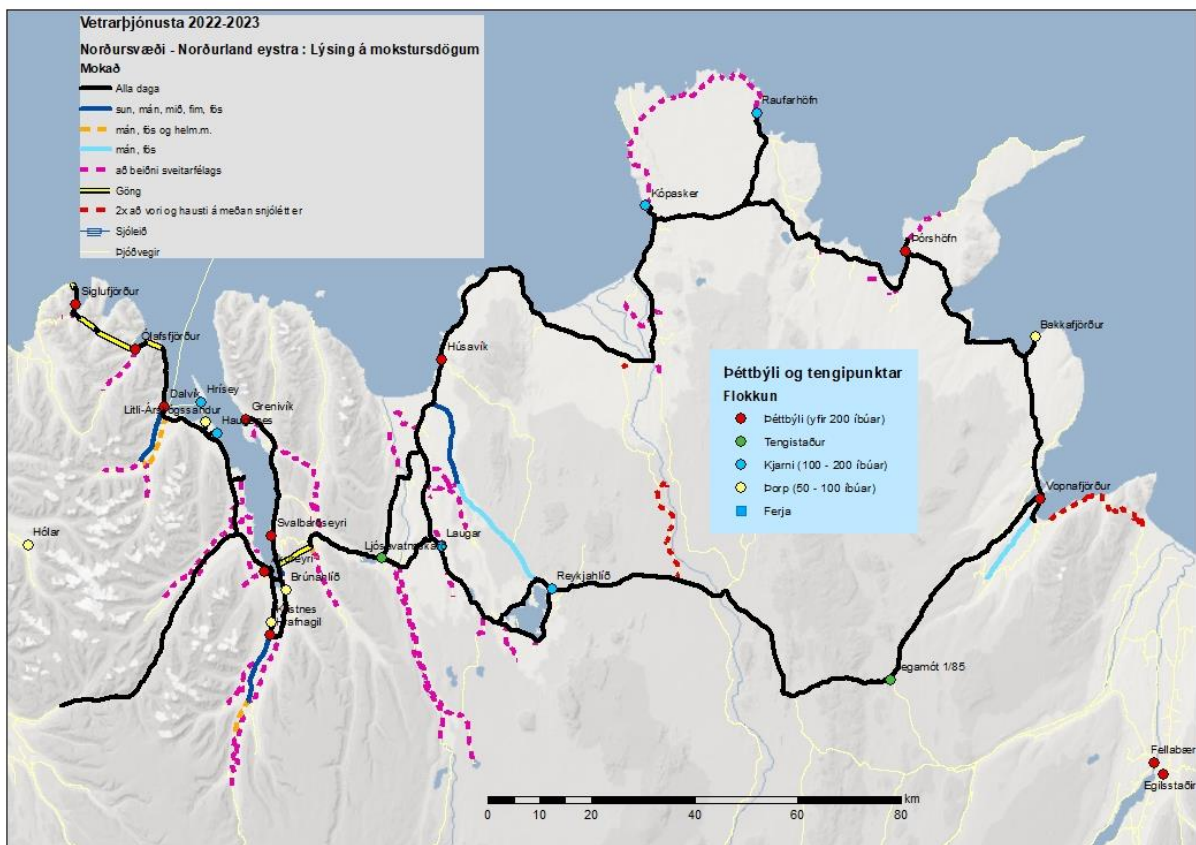 Vetrarþjónusta 2022-2023
Norðursvæði - Norðurland eystra : Lýsing á mokstursdögum
Mokað
Alla daga
sun, mán, mið, fim, fös
mán, fös og helm.m.
mán, fös
að beiðni sveitarfélags
Göng
2x að vori og hausti á meðan snjólétt er
Sjóleið
Þjóðvegir
Raufarhöfn
Kópasker
Þórshöfn
Siglufjörður
Ólafsfjörður
Bakkafjörður
Húsavík
Dalvík
Hrísey
Grenivík
Þéttbýli og tengipunktar
Flokkun
Þéttbýli (yfir 200 íbúar)
Tengistaður
Kjarni (100 - 200 íbúar)
Þorp (50 - 100 íbúar)
Ferja
Vopnafjörður
Hólar
Svalbarðseyri
Laugar
Brúnahlíð
Reykjahlíð
Hrafnagil
egamót 1/85
Fellabær
Egilsstaðir
km
0 10 20 40 60 80